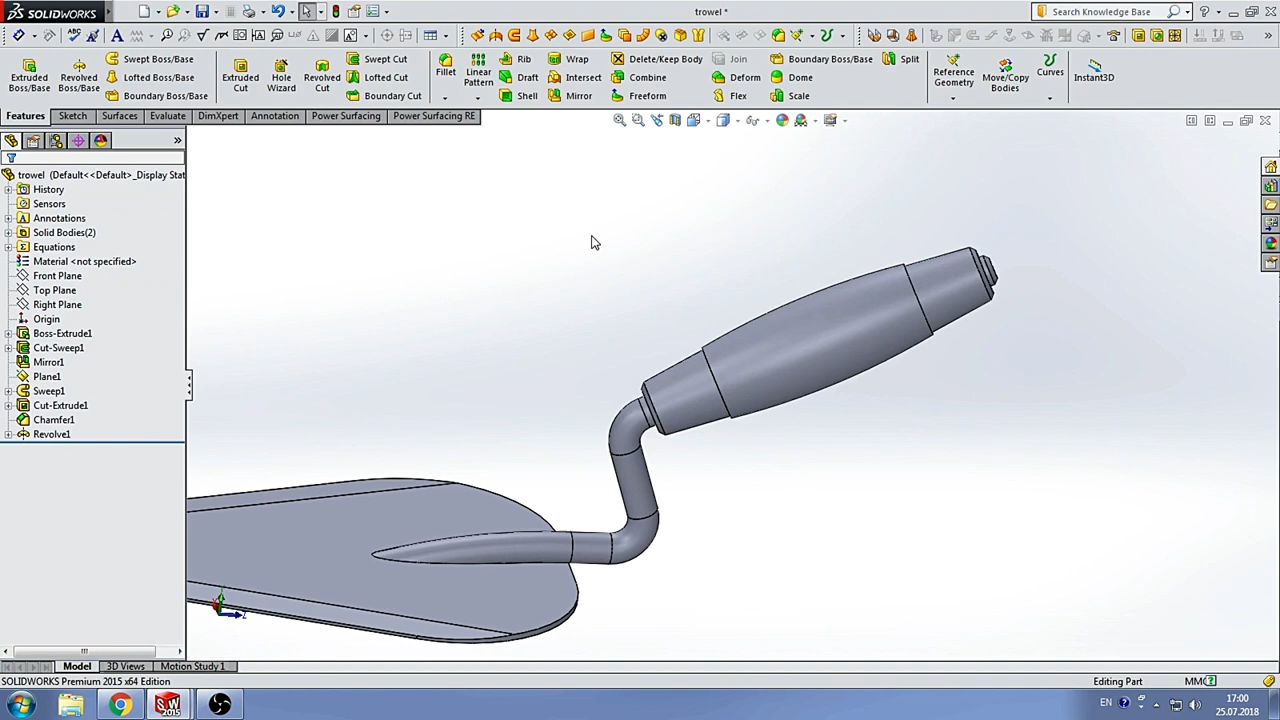 SOLIDWORKS
trowel *
Search Knowledge Base
Extruded Boss/Base
Revolved Boss/Base
Swept Boss/Base
Lofted Boss/Base
Boundary Boss/Base
Extruded Cut
Hole Wizard
Revolved Cut
Swept Cut
Lofted Cut
Boundary Cut
Fillet
Linear Pattern
Rib
Draft
Shell
Wrap
Intersect
Mirror
Delete/Keep Body
Combine
Freeform
Join
Deform
Flex
Boundary Boss/Base
Dome
Scale
Split
Reference Geometry
Move/Copy Bodies
Curves
Instant3D
Features
Sketch
Surfaces
Evaluate
DimXpert
Annotation
Power Surfacing
Power Surfacing RE
trowel (Default<<Default>_Display Stat
History
Sensors
Annotations
Solid Bodies(2)
Equations
Material <not specified>
Front Plane
Top Plane
Right Plane
Origin
Boss-Extrude1
Cut-Sweep1
Mirror1
Plane1
Sweep1
Cut-Extrude1
Chamfer1
Revolve1
Z
Model
3D Views
Motion Study 1
SOLIDWORKS Premium 2015 x64 Edition
Editing Part
SW
2015
EN
17:00
25.07.2018